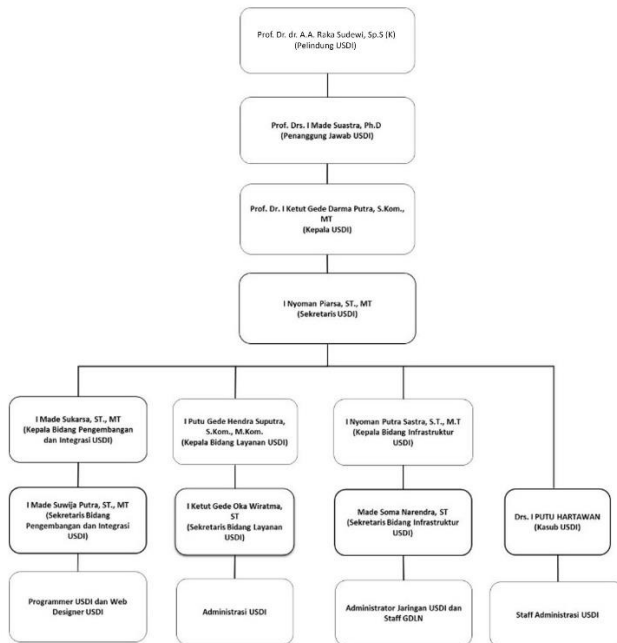 Prof. Dr. dr. A.A. Raka Sudewi, Sp.S (K)
(Pelindung USDI)
Prof. Drs. I Made Suastra, Ph.D
(Penanggung Jawab USDI)
Prof. Dr. I Ketut Gede Darma Putra, S.Kom.,
MT
(Kepala USDI)
I Nyoman Piarsa, ST., MT
(Sekretaris USDI)
I Made Sukarsa, ST., MT
(Kepala Bidang Pengembangan
dan Integrasi USDI)
I Putu Gede Hendra Suputra,
S.Kom., M.Kom.
(Kepala Bidang Layanan USDI)
I Nyoman Putra Sastra, S.T., M.T
(Kepala Bidang Infrastruktur
USDI)
I Made Suwija Putra, ST., MT
(Sekretaris Bidang
Pengembangan dan Integrasi
USDI)
I Ketut Gede Oka Wiratma,
ST
(Sekretaris Bidang Layanan
USDI)
Made Soma Narendra, ST
(Sekretaris Bidang Infrastruktur
USDI)
Drs. I PUTU HARTAWAN
(Kasub USDI)
Programmer USDI dan Web
Designer USDI
Administrasi USDI
Administrator Jaringan USDI dan
Staff GDLN
Staff Administrasi USDI